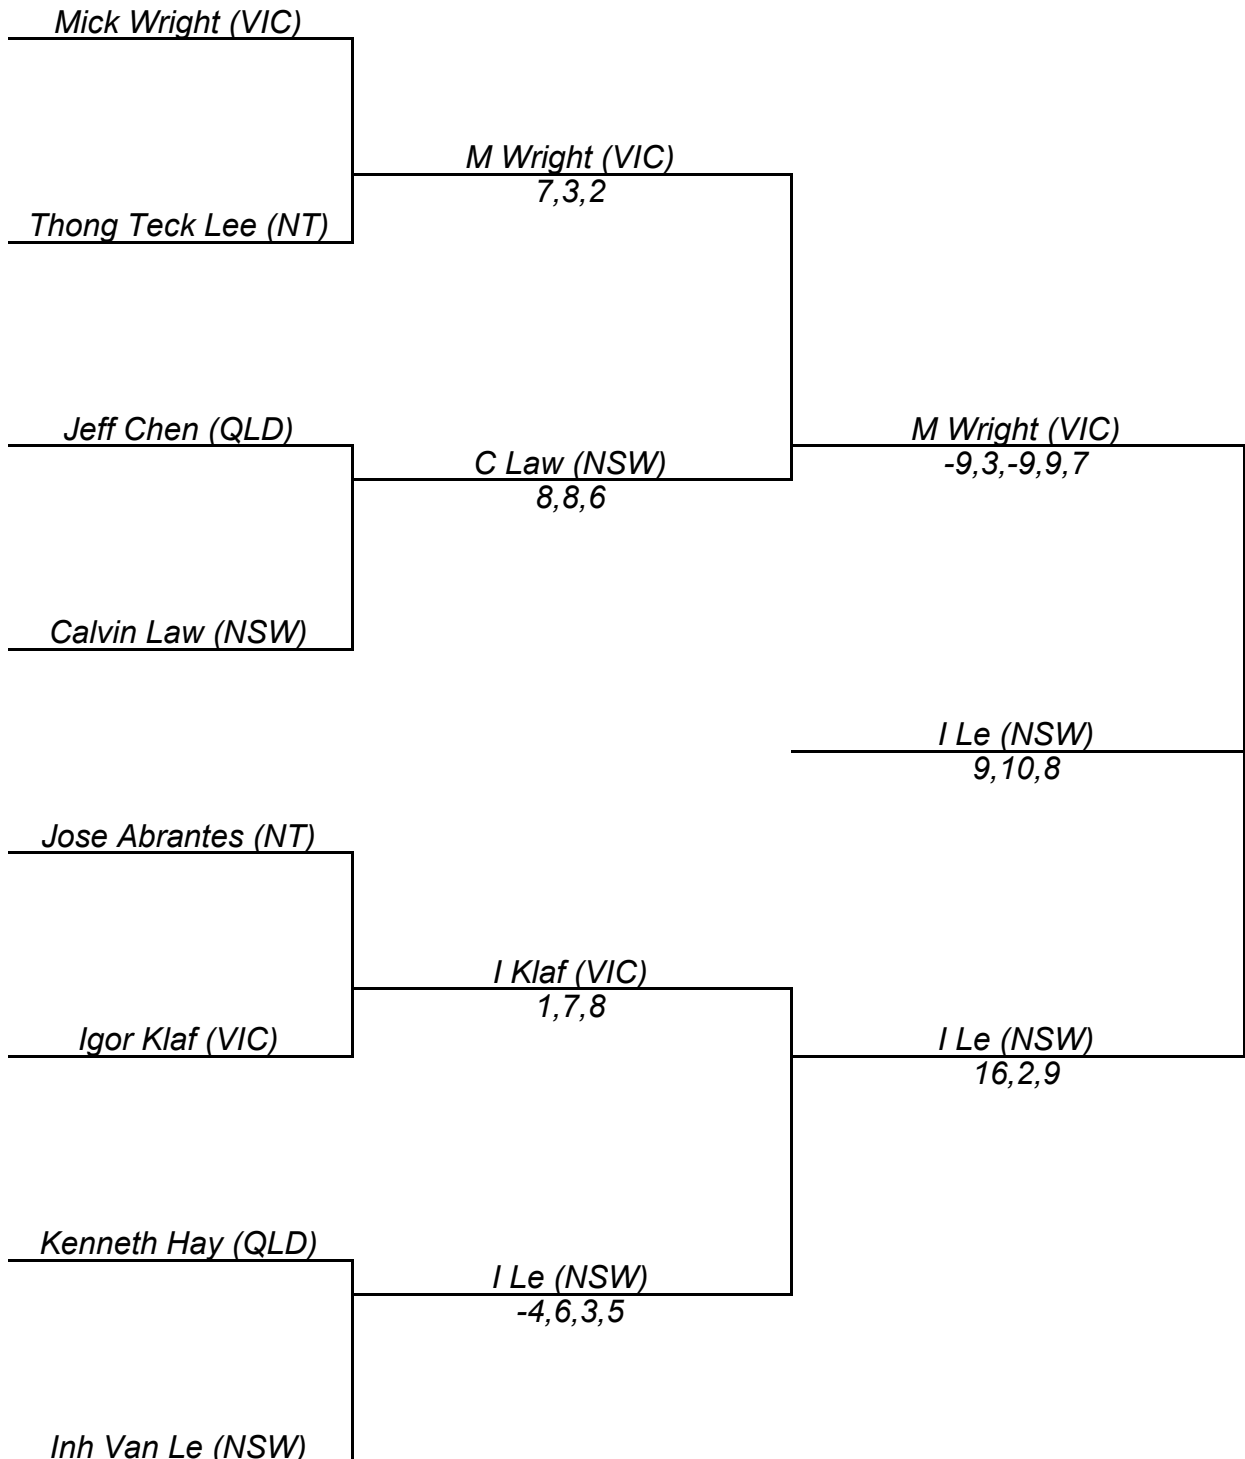 Mick Wright (VIC)
M Wright (VIC)
7,3,2
Thong Teck Lee (NT)
Jeff Chen (QLD)
M Wright (VIC)
-9,3,-9,9,7
C Law (NSW)
8,8,6
Calvin Law (NSW)
I Le (NSW)
9,10,8
Jose Abrantes (NT)
I Klaf (VIC)
1,7,8
Igor Klaf (VIC)
I Le (NSW)
16,2,9
Kenneth Hay (QLD)
I Le (NSW)
-4,6,3,5
Inh Van Le (NSW)